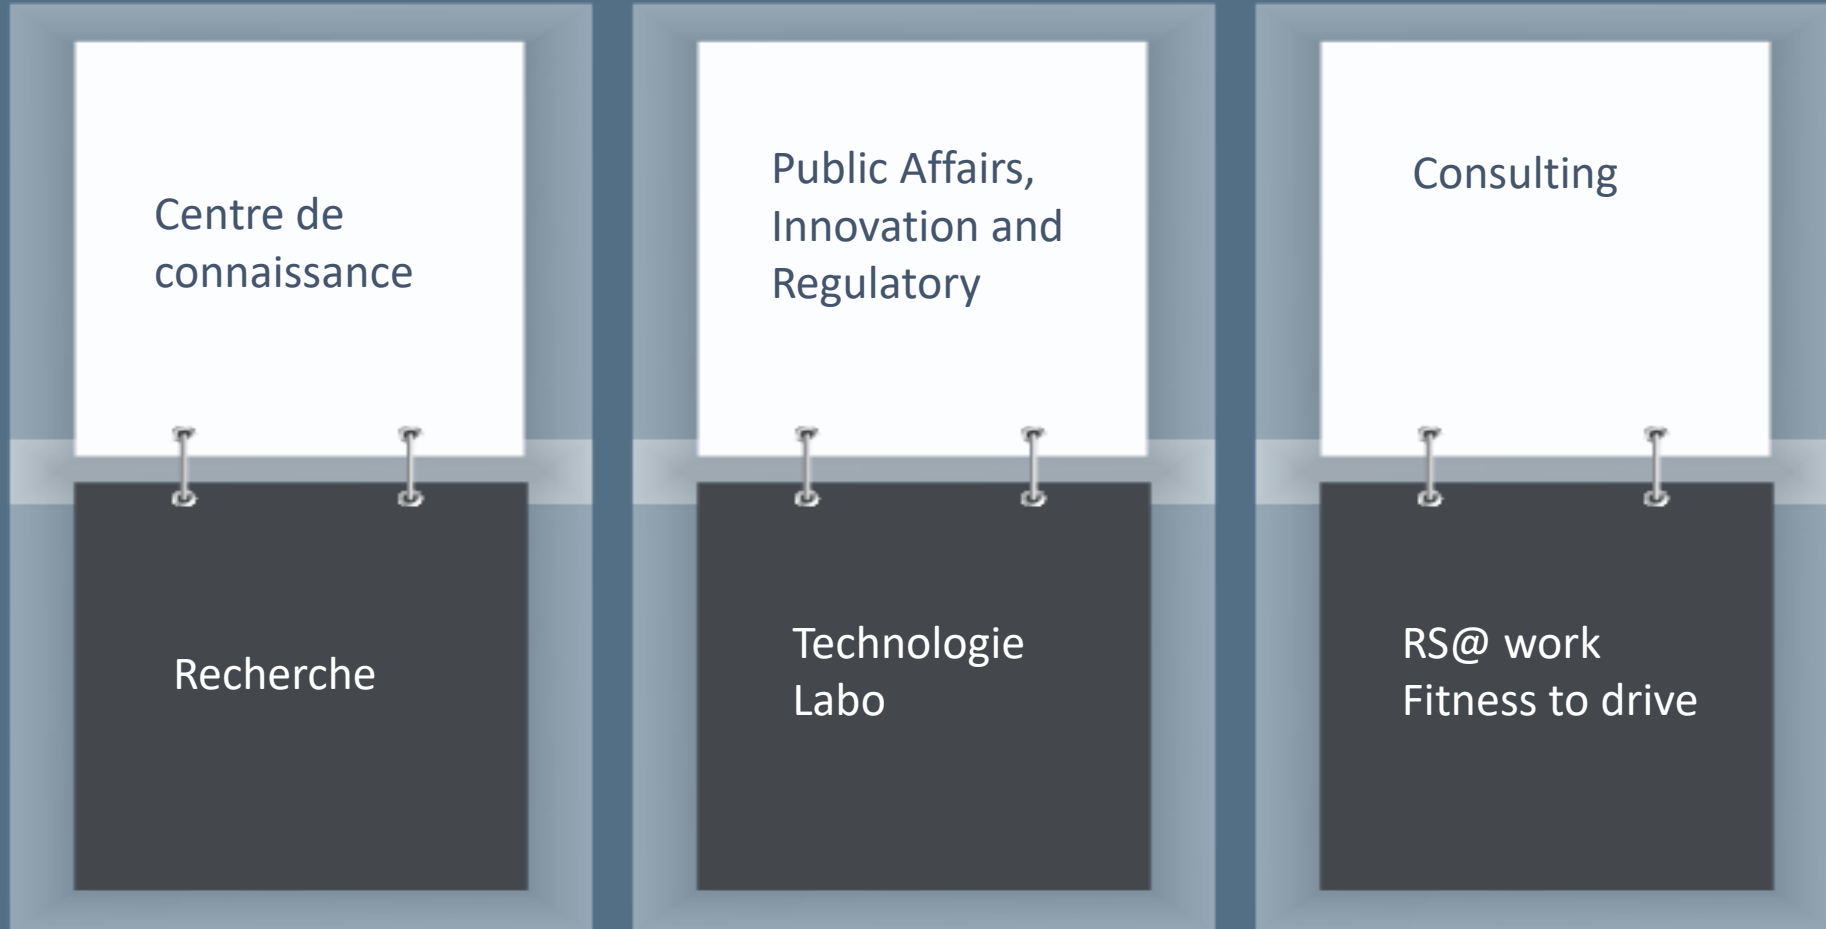 Centre de
connaissance
Public Affairs,
Innovation and
Regulatory
Consulting
Recherche
Technologie
Labo
RS@ work
Fitness to drive